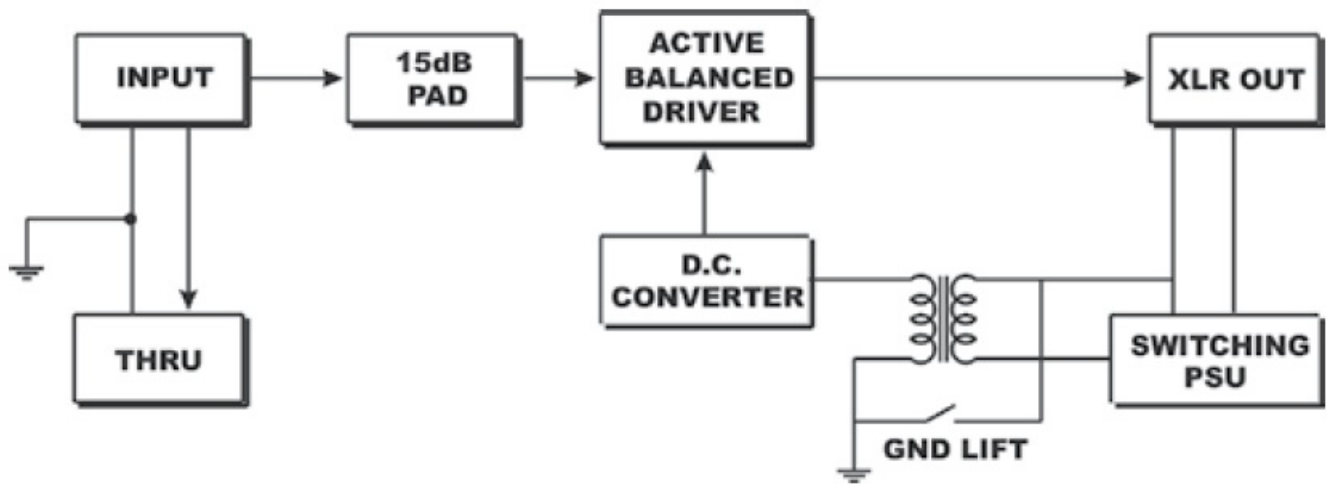 INPUT
15dB
PAD
ACTIVE
BALANCED
DRIVER
XLR OUT
D.C.
CONVERTER
THRU
SWITCHING
PSU
GND LIFT